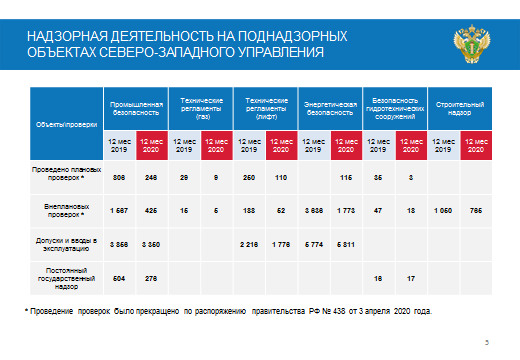 НАДЗОРНАЯ ДЕЯТЕЛЬНОСТЬ НА ПОДНАДЗОРНЫХ
ОБЪЕКТАХ СЕВЕРО-ЗАПАДНОГО УПРАВЛЕНИЯ
Объекты\проверки Промышленная безопасность Технические регламенты (газ) Технические регламенты (лифт) Энергетическая безопасность Безопасность гидротехнических сооружений Строительный надзор
12 мес 2019 12 мес 2020 12 мес 2019 12 мес 2020 12 мес 2019 12 мес 2020 12 мес 2019 12 мес 2020 12 мес 2019 12 мес 2020 12 мес 2019 12 мес 2020
Проведено плановых проверок * 806 246 29 9 250 110 115 35 3
Внеплановых проверок * 1 567 425 15 5 188 52 3 636 1 773 47 18 1 050 765
Допуски и вводы в эксплуатацию 3 856 3 350 2 216 1 776 5 774 5 811
Постоянный государственный надзор 504 276 16 17
* Проведение проверок было прекращено по распоряжению правительства РФ № 438 от 3 апреля 2020 года.
5